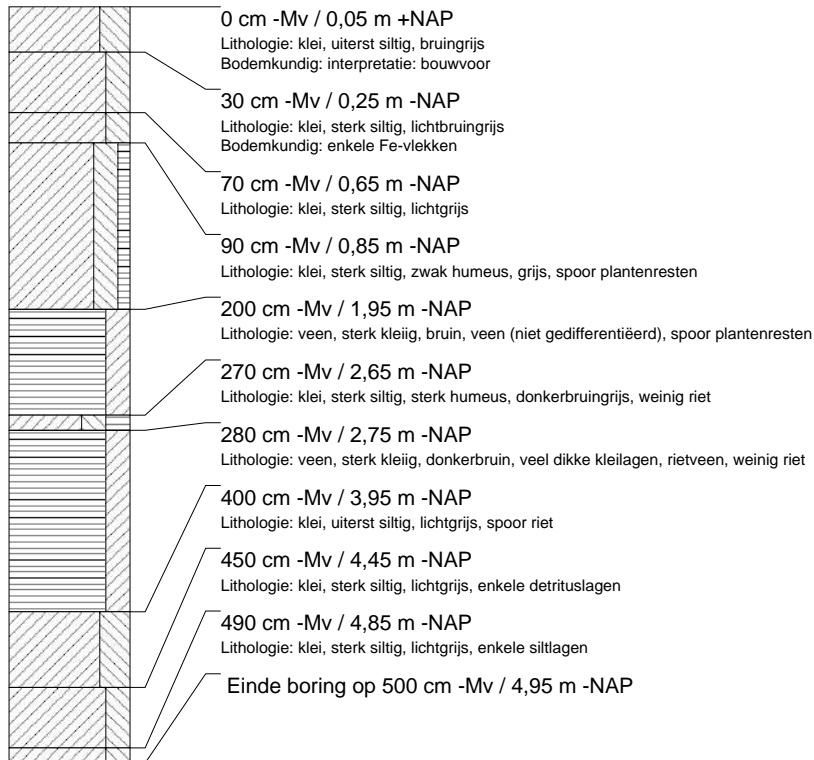 0 cm -Mv / 0,05 m +NAP
Lithologie: klei, uiterst siltig, bruingrijs
Bodemkundig: interpretatie: bouwvoor
30 cm -Mv / 0,25 m -NAP
Lithologie: klei, sterk siltig, lichtbruingrijs
Bodemkundig: enkele Fe-vlekken
70 cm -Mv / 0,65 m -NAP
Lithologie: klei, sterk siltig, lichtgrijs
90 cm -Mv / 0,85 m -NAP
Lithologie: klei, sterk siltig, zwak humeus, grijs, spoor plantenresten
200 cm -Mv / 1,95 m -NAP
Lithologie: veen, sterk kleiig, bruin, veen (niet gedifferentiëerd), spoor plantenresten
270 cm -Mv / 2,65 m -NAP
Lithologie: klei, sterk siltig, sterk humeus, donkerbruingrijs, weinig riet
280 cm -Mv / 2,75 m -NAP
Lithologie: veen, sterk kleiig, donkerbruin, veel dikke kleilagen, rietveen, weinig riet
400 cm -Mv / 3,95 m -NAP
Lithologie: klei, uiterst siltig, lichtgrijs, spoor riet
450 cm -Mv / 4,45 m -NAP
Lithologie: klei, sterk siltig, lichtgrijs, enkele detrituslagen
490 cm -Mv / 4,85 m -NAP
Lithologie: klei, sterk siltig, lichtgrijs, enkele siltlagen
Einde boring op 500 cm -Mv / 4,95 m -NAP